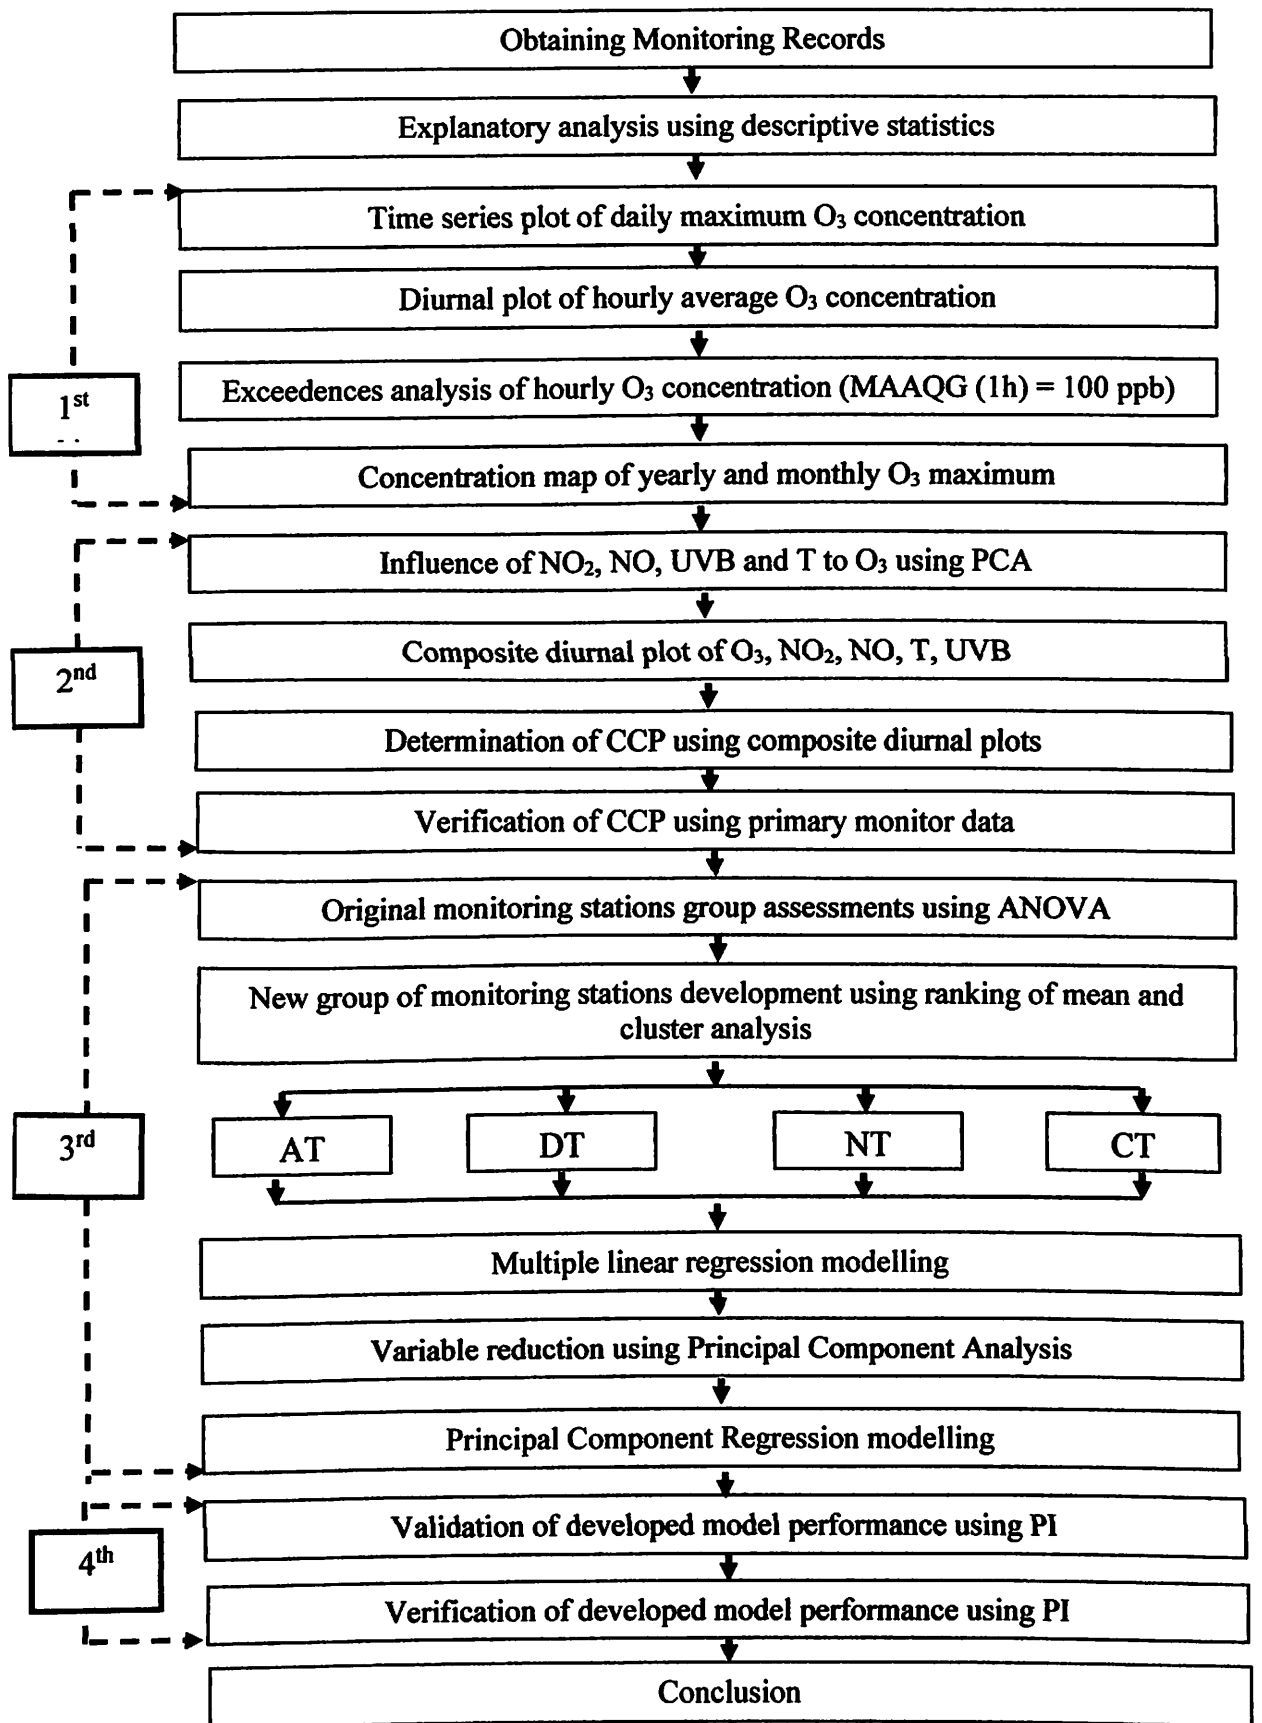 Obtaining Monitoring Records
Explanatory analysis using descriptive statistics
Time series plot of daily maximum O₃ concentration
Diurnal plot of hourly average O₃ concentration
Exceedences analysis of hourly O₃ concentration (MAAQG (1h) = 100 ppb)
1st
Concentration map of yearly and monthly O₃ maximum
Influence of NO₂, NO, UVB and T to O₃ using PCA
Composite diurnal plot of O₃, NO₂, NO, T, UVB
2nd
Determination of CCP using composite diurnal plots
Verification of CCP using primary monitor data
Original monitoring stations group assessments using ANOVA
New group of monitoring stations development using ranking of mean and
cluster analysis
3rd
AT
DT
NT
CT
Multiple linear regression modelling
Variable reduction using Principal Component Analysis
Principal Component Regression modelling
Validation of developed model performance using PI
4th
Verification of developed model performance using PI
Conclusion